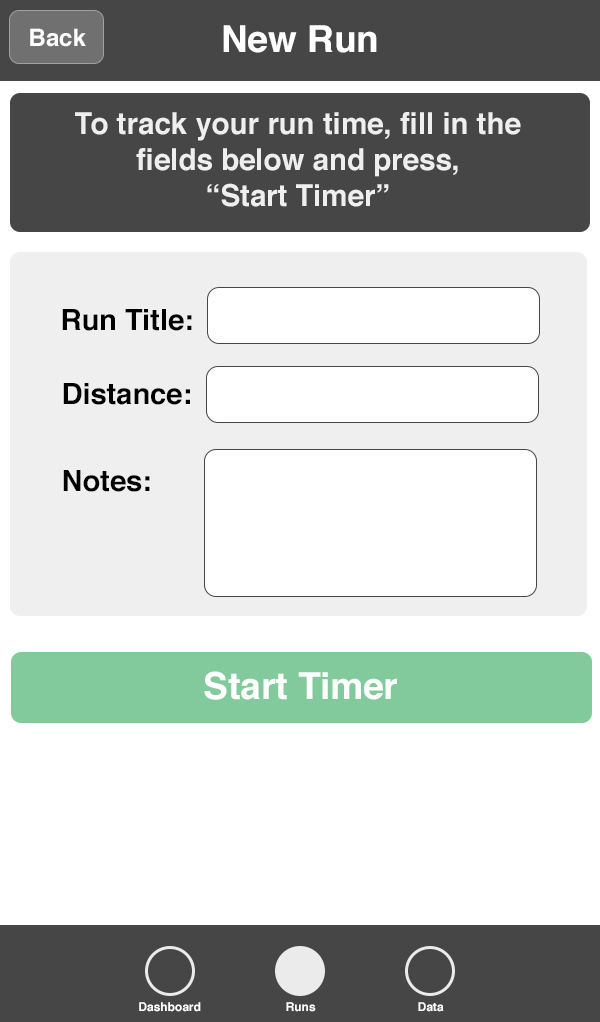 Back
New Run
To track your run time, fill in the
fields below and press,
“Start Timer”
Run Title:
Distance:
Notes:
Start Timer
Dashboard
Runs
Data